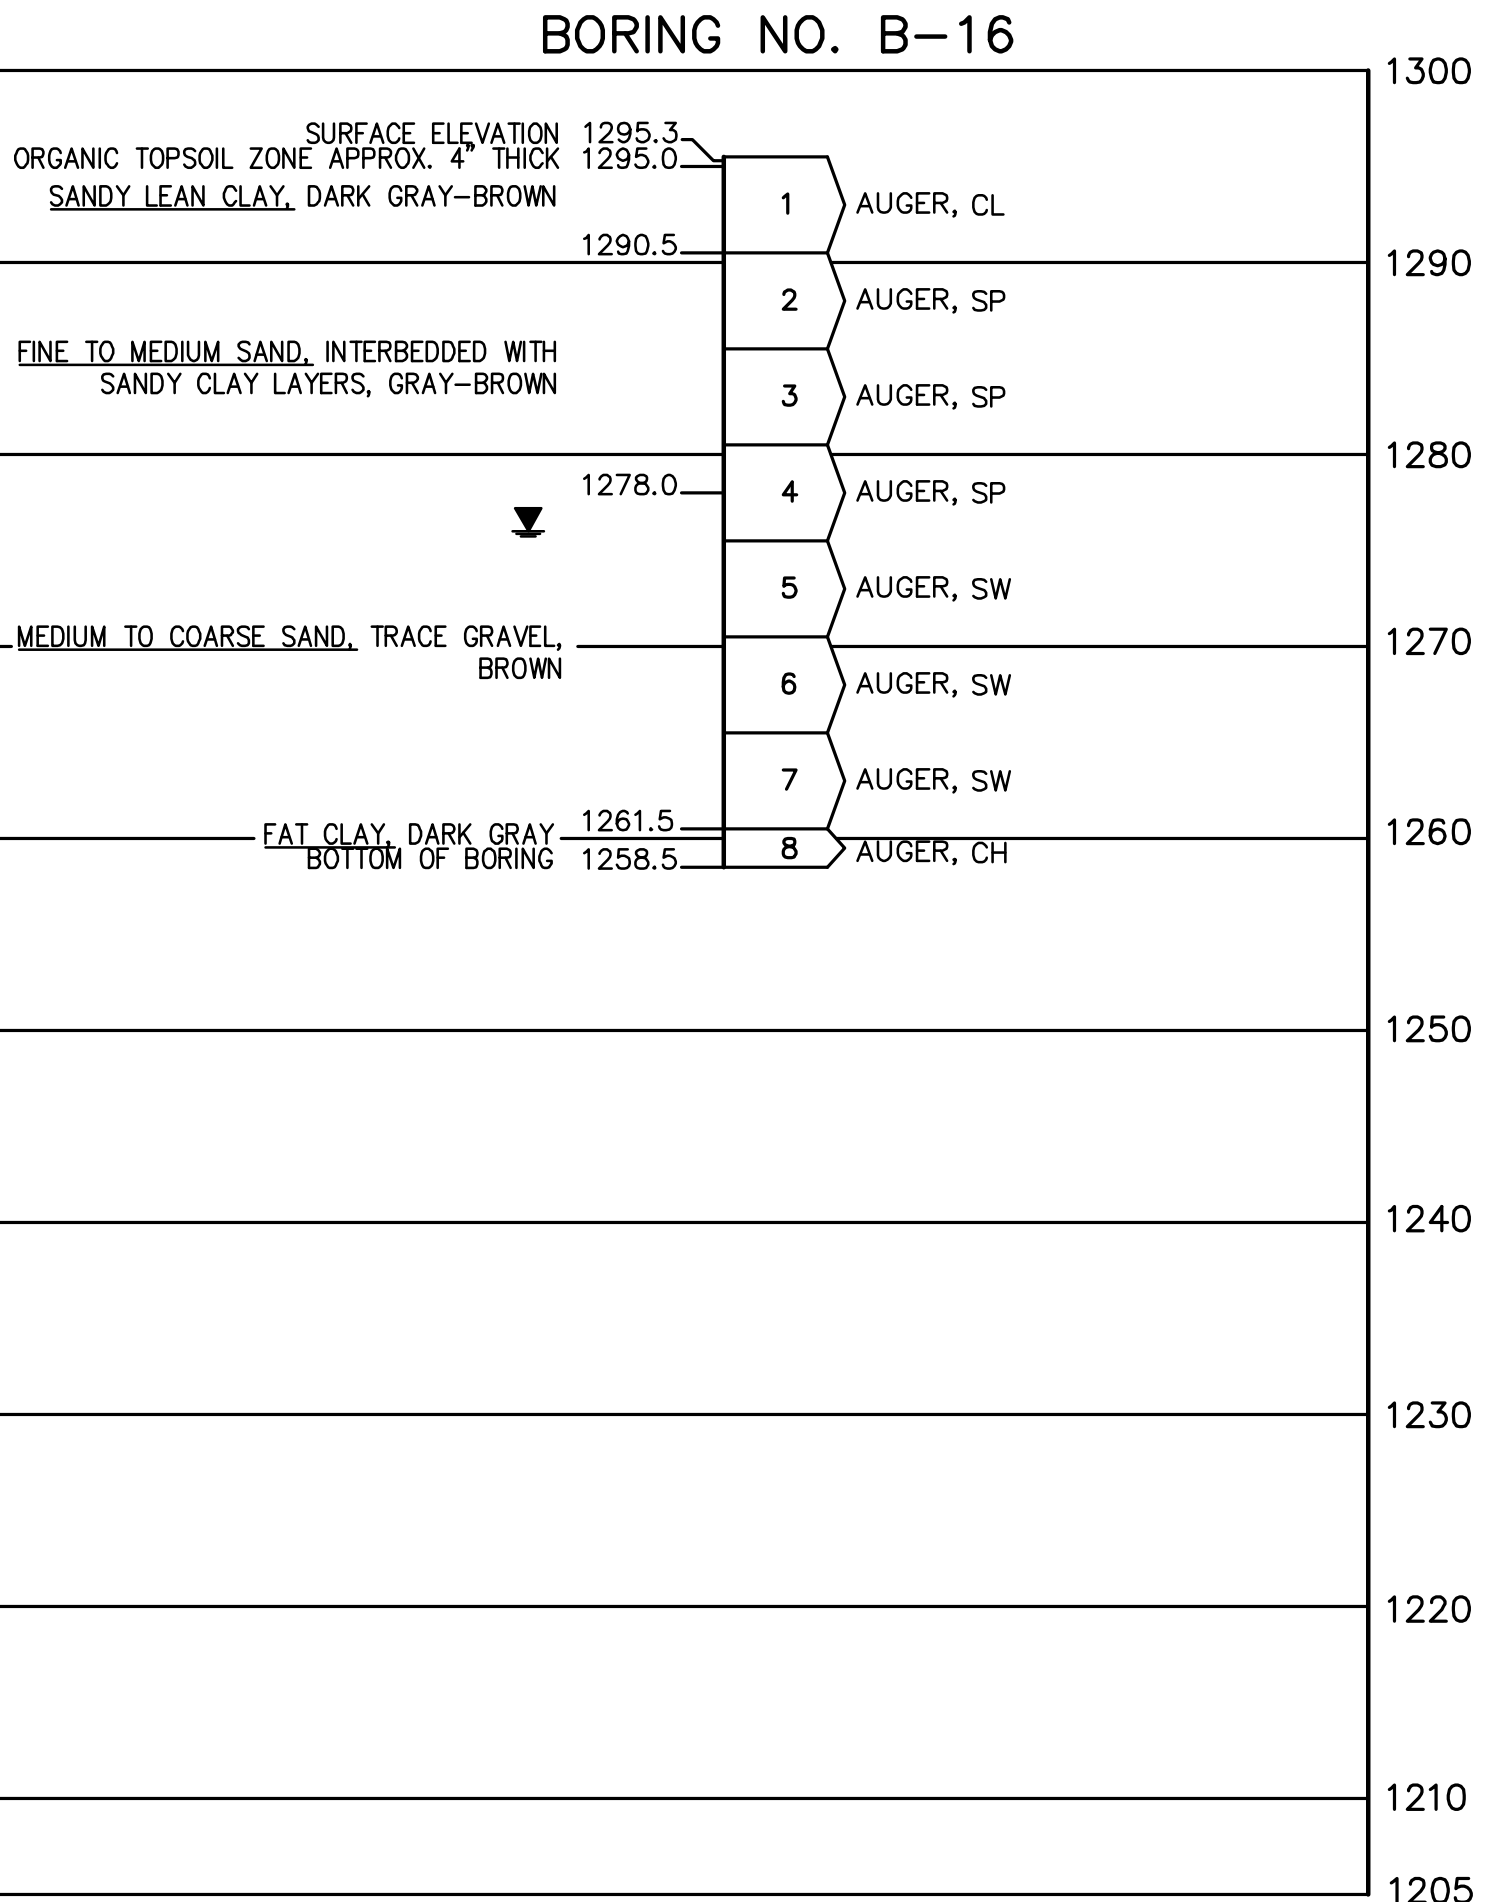 BORING NO. B-16
1300
SURFACE ELEVATION 1295.3
ORGANIC TOPSOIL ZONE APPROX. 4" THICK 1295.0
SANDY LEAN CLAY, DARK GRAY-BROWN
1 AUGER, CL
1290.5
1290
2 AUGER, SP
FINE TO MEDIUM SAND, INTERBEDDED WITH
SANDY CLAY LAYERS, GRAY-BROWN
3 AUGER, SP
1280
1278.0
4 AUGER, SP
5 AUGER, SW
MEDIUM TO COARSE SAND, TRACE GRAVEL,
BROWN
1270
6 AUGER, SW
7 AUGER, SW
1261.5
FAT CLAY, DARK GRAY
1260
BOTTOM OF BORING 1258.5
8 AUGER, CH
1250
1240
1230
1220
1210
1205